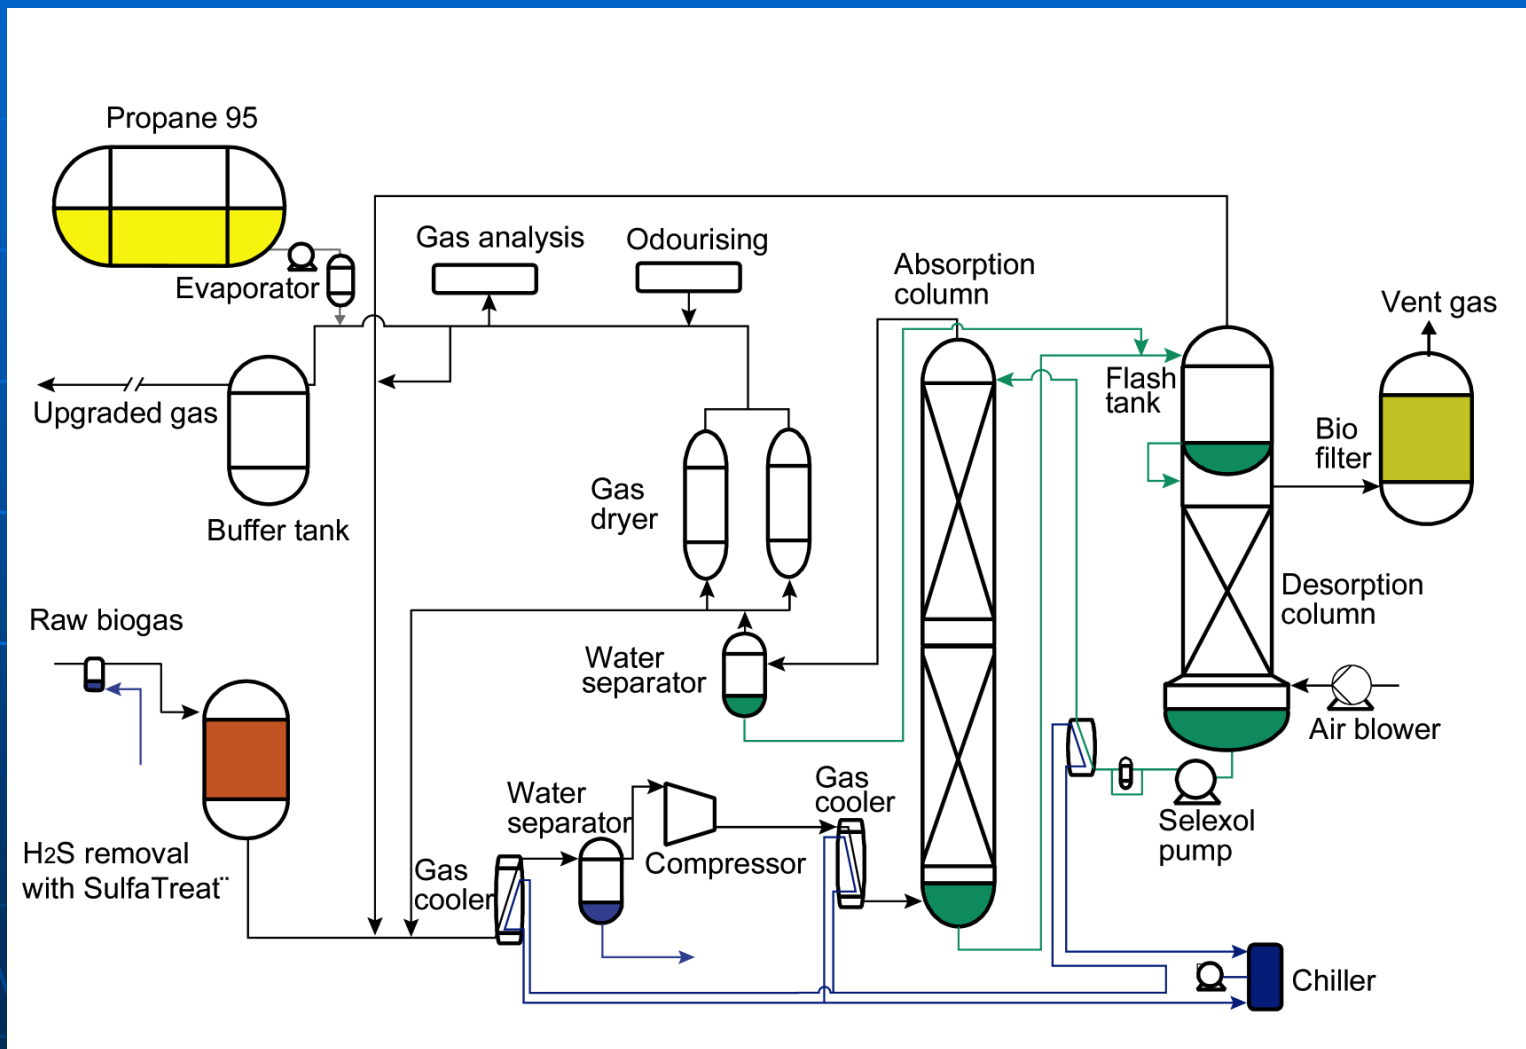 Propane 95
Evaporator
Gas analysis
Odourising
Absorption
column
Vent gas
Flash
tank
Bio
filter
Upgraded gas
Buffer tank
Gas
dryer
Desorption
column
Raw biogas
Water
separator
Air blower
H2S removal
with SulfaTreat¨
Gas
cooler
Water
separator
Compressor
Gas
cooler
Selexol
pump
Chiller